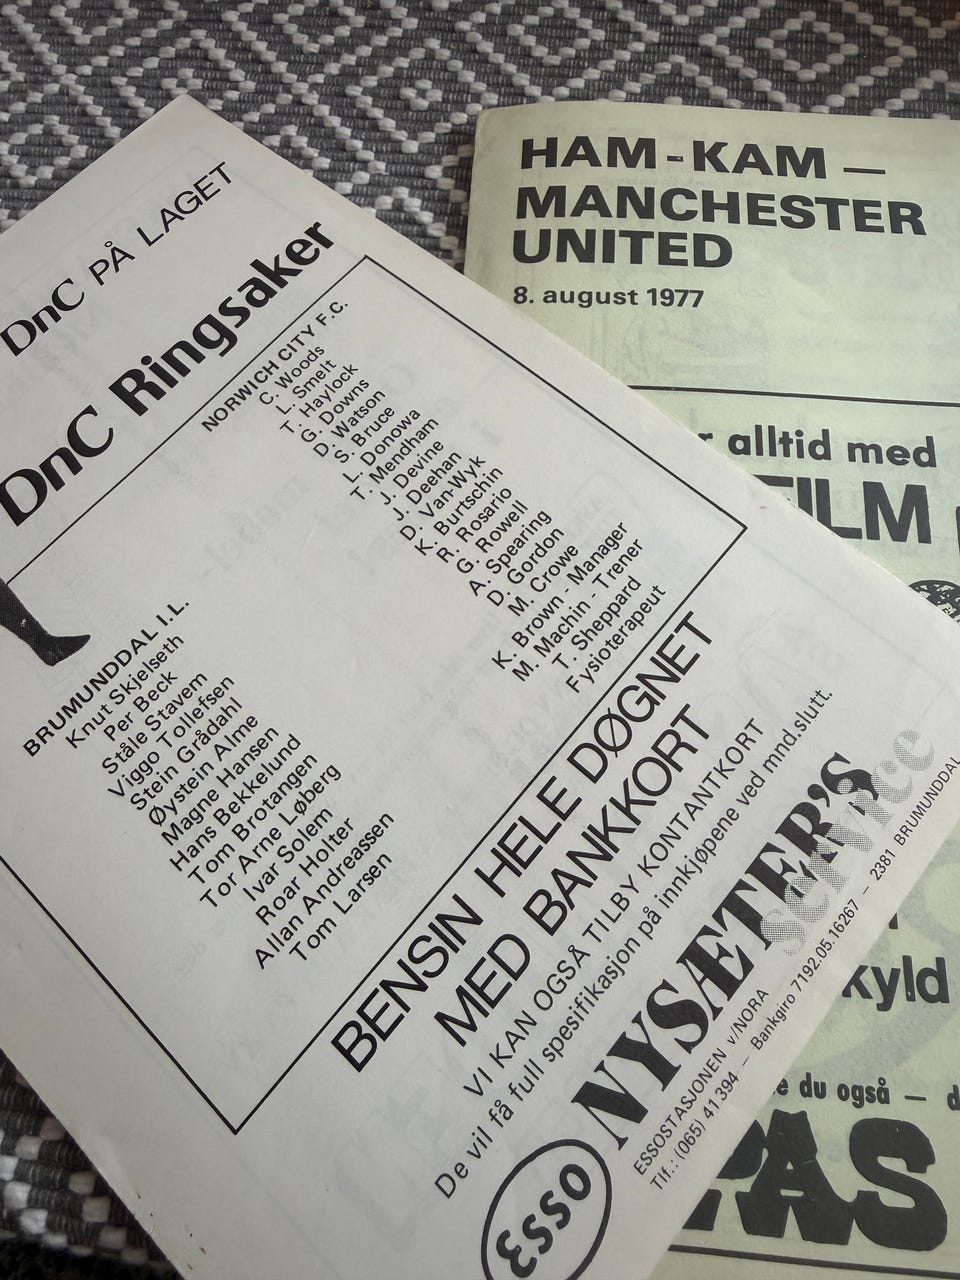 DnC PÅ LAGET
DnC Ringsaker
NORWICH CITY F.C.
C. Woods
L. Smelt
T. Haylock
G. Downs
D. Watson
S. Bruce
L. Donowa
T. Mendham
J. Devine
J. Deehan
D. Van-Wyk
K. Burtschin
R. Rosario
G. Rowell
A. Spearing
D. Gordon
M. Crowe
K. Brown - Manager
M. Machin - Trener
T. Sheppard
Fysioterapeut
BRUMUNDDAL I.L.
Knut Skjelseth
Per Beck
Ståle Stavem
Viggo Tollefsen
Stein Grådahl
Øystein Alme
Magne Hansen
Hans Bekkelund
Tom Brotangen
Tor Arne Løberg
Ivar Solem
Roar Holter
Allan Andreassen
Tom Larsen
BENSIN HELE DØGNET
MED BANKKORT
VI KAN OGSÅ TILBY KONTANTKORT
De vil få full spesifikasjon på innkjøpene ved mnd.slutt.
Esso
NYSÆTER'S
service
ESSOSTASJONEN v/NORA
Tlf.: (065) 41 394 — Bankgiro 7192.05.16267 — 2381 BRUMUNDDAL
HAM-KAM —
MANCHESTER
UNITED
8. august 1977
alltid med
FILM
kyld
du også —
PAS